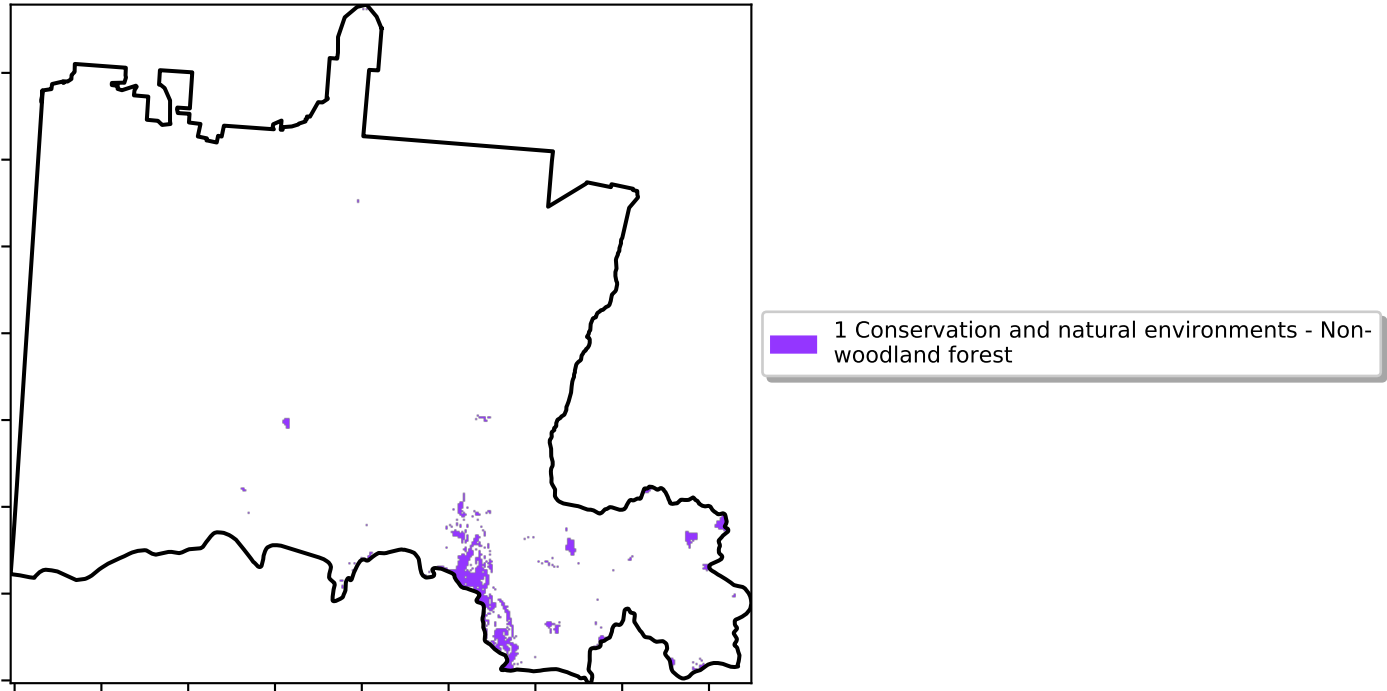 1 Conservation and natural environments - Non-
woodland forest